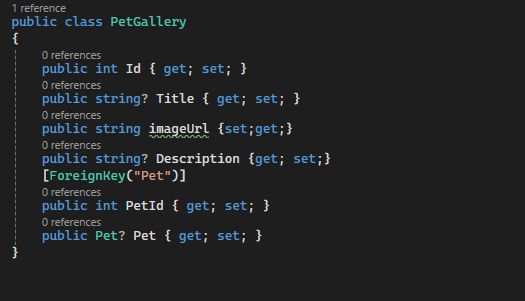 1 reference
public class PetGallery
{
0 references
public int Id { get; set; }
0 references
public string? Title { get; set; }
0 references
public string imageUrl {set;get;}
0 references
public string? Description {get; set;}
[ForeignKey("Pet")]
0 references
public int PetId { get; set; }
0 references
public Pet? Pet { get; set; }
}